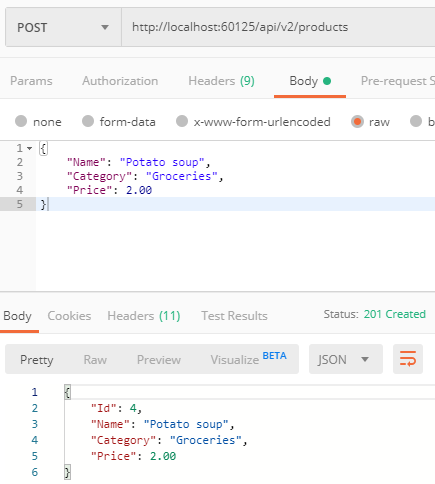 POST http://localhost:60125/api/v2/products
Params Authorization Headers (9) Body Pre-request S
none form-data x-www-form-urlencoded raw b
1 {
2 "Name": "Potato soup",
3 "Category": "Groceries",
4 "Price": 2.00
5 }
Body Cookies Headers (11) Test Results Status: 201 Created
Pretty Raw Preview Visualize BETA JSON
1 {
2 "Id": 4,
3 "Name": "Potato soup",
4 "Category": "Groceries",
5 "Price": 2.00
6 }